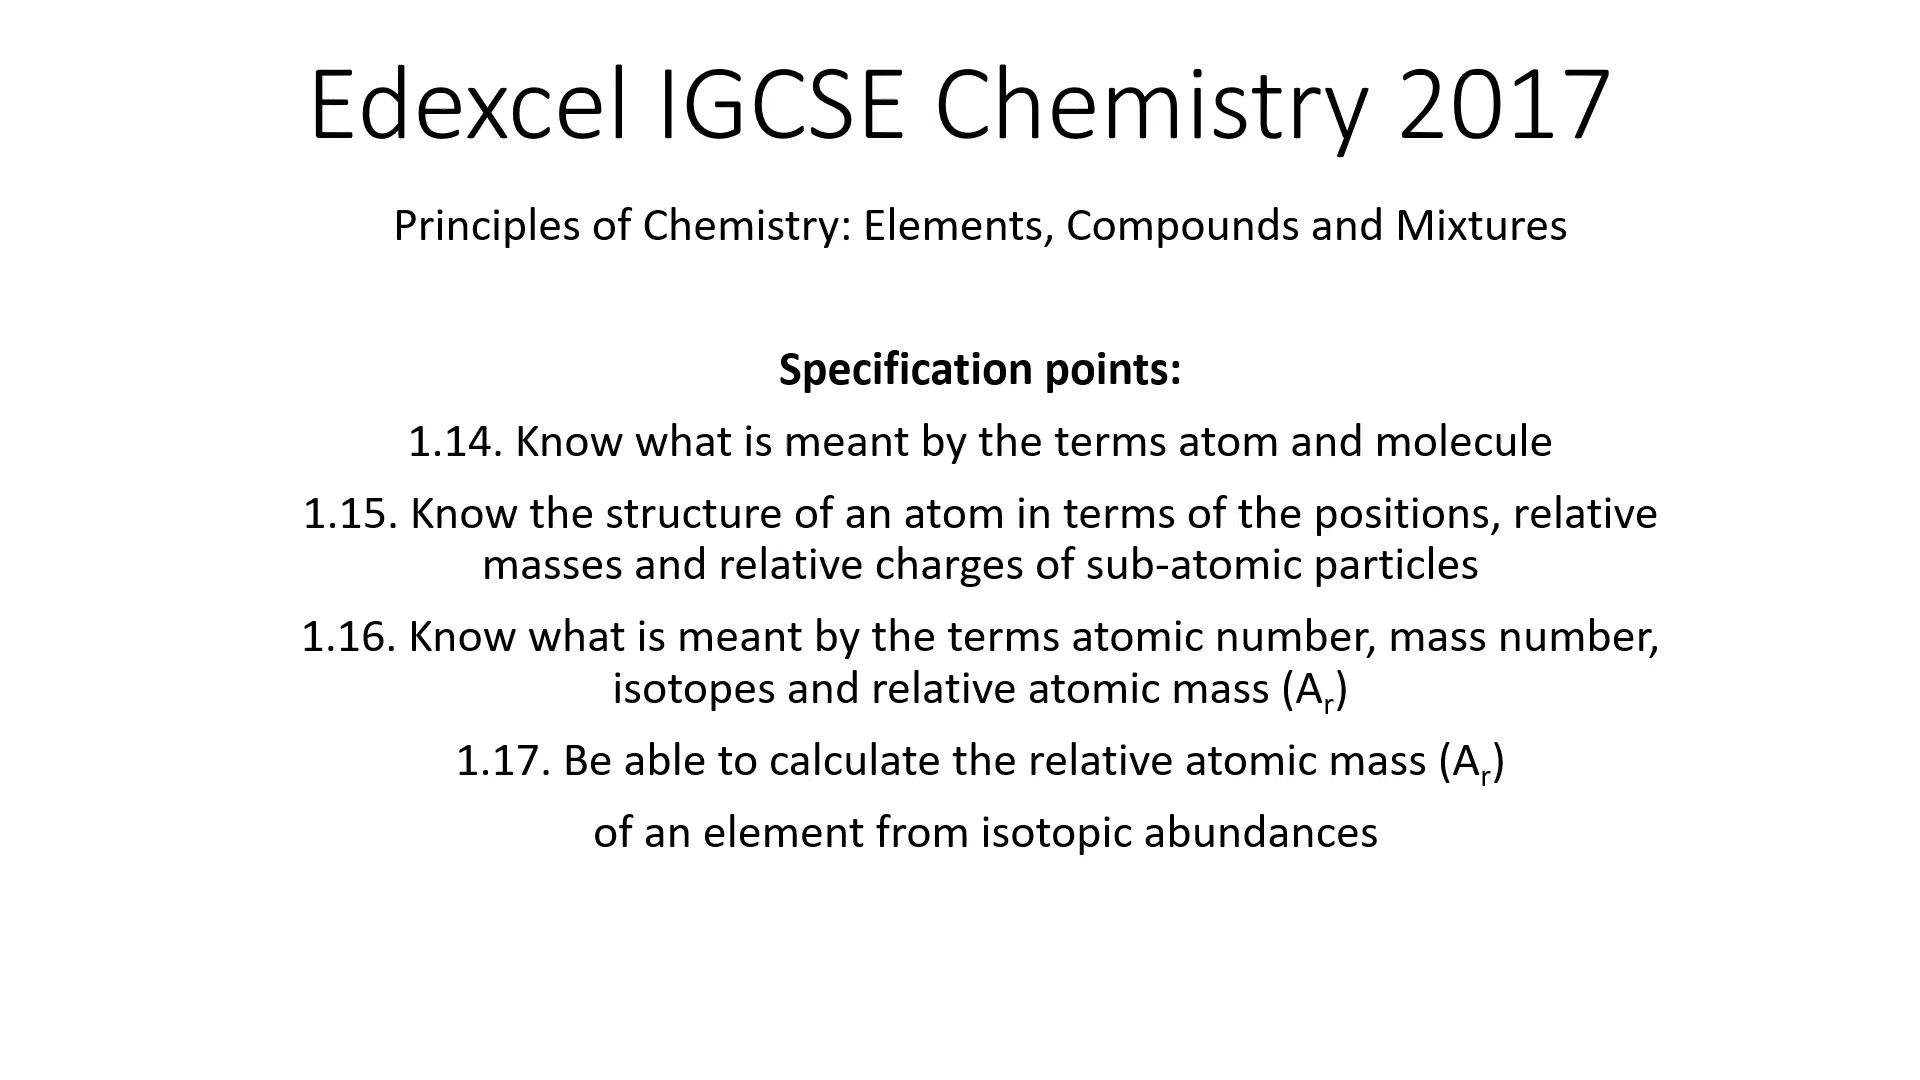 Edexcel IGCSE Chemistry 2017
Principles of Chemistry: Elements, Compounds and Mixtures
Specification points:
1.14. Know what is meant by the terms atom and molecule
1.15. Know the structure of an atom in terms of the positions, relative
masses and relative charges of sub-atomic particles
1.16. Know what is meant by the terms atomic number, mass number,
isotopes and relative atomic mass (Ar)
1.17. Be able to calculate the relative atomic mass (Ar)
of an element from isotopic abundances